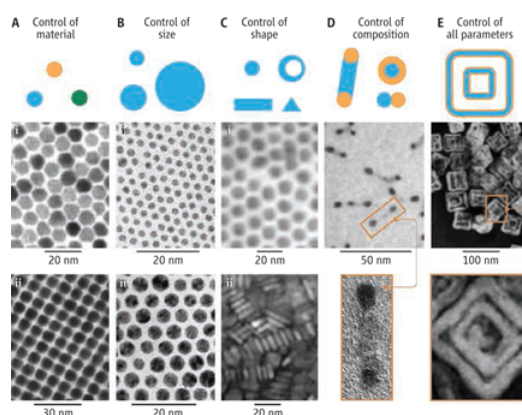 A Control of material
B Control of size
C Control of shape
D Control of composition
E Control of all parameters
i
i
i
20 nm
20 nm
20 nm
50 nm
100 nm
ii
ii
ii
30 nm
20 nm
20 nm